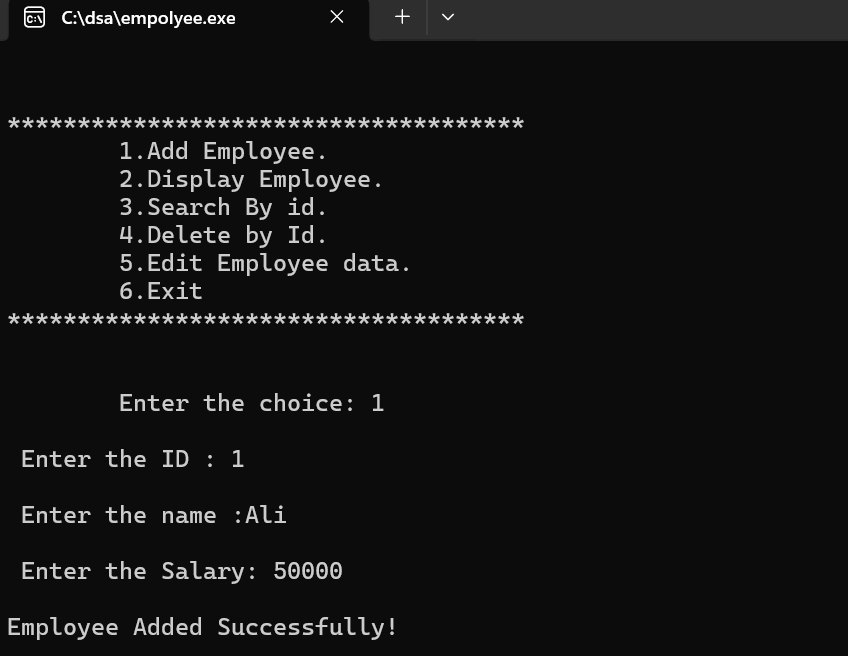 C:\dsa\empolyee.exe
*************************************
1.Add Employee.
2.Display Employee.
3.Search By id.
4.Delete by Id.
5.Edit Employee data.
6.Exit
*************************************
Enter the choice: 1
Enter the ID : 1
Enter the name :Ali
Enter the Salary: 50000
Employee Added Successfully!